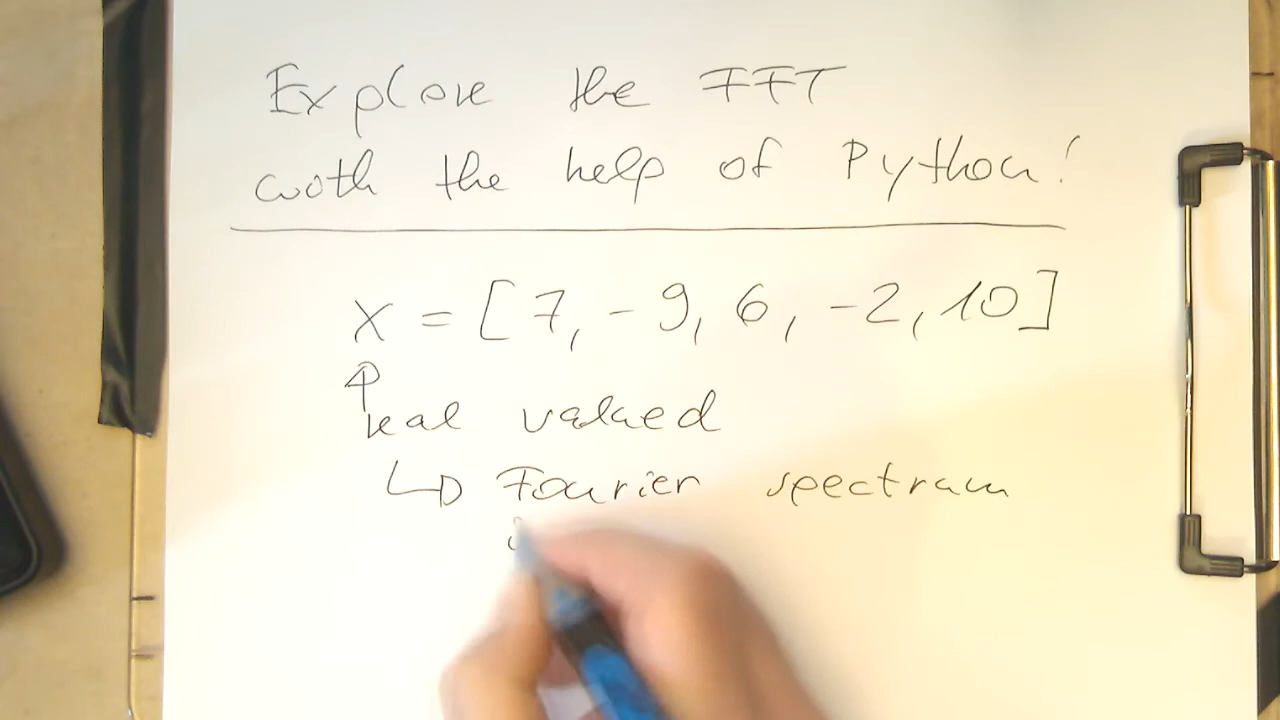 Explore the FFT
with the help of Python!
x = [7, -9, 6, -2, 10]
real valued
↳ Fourier spectrum
i